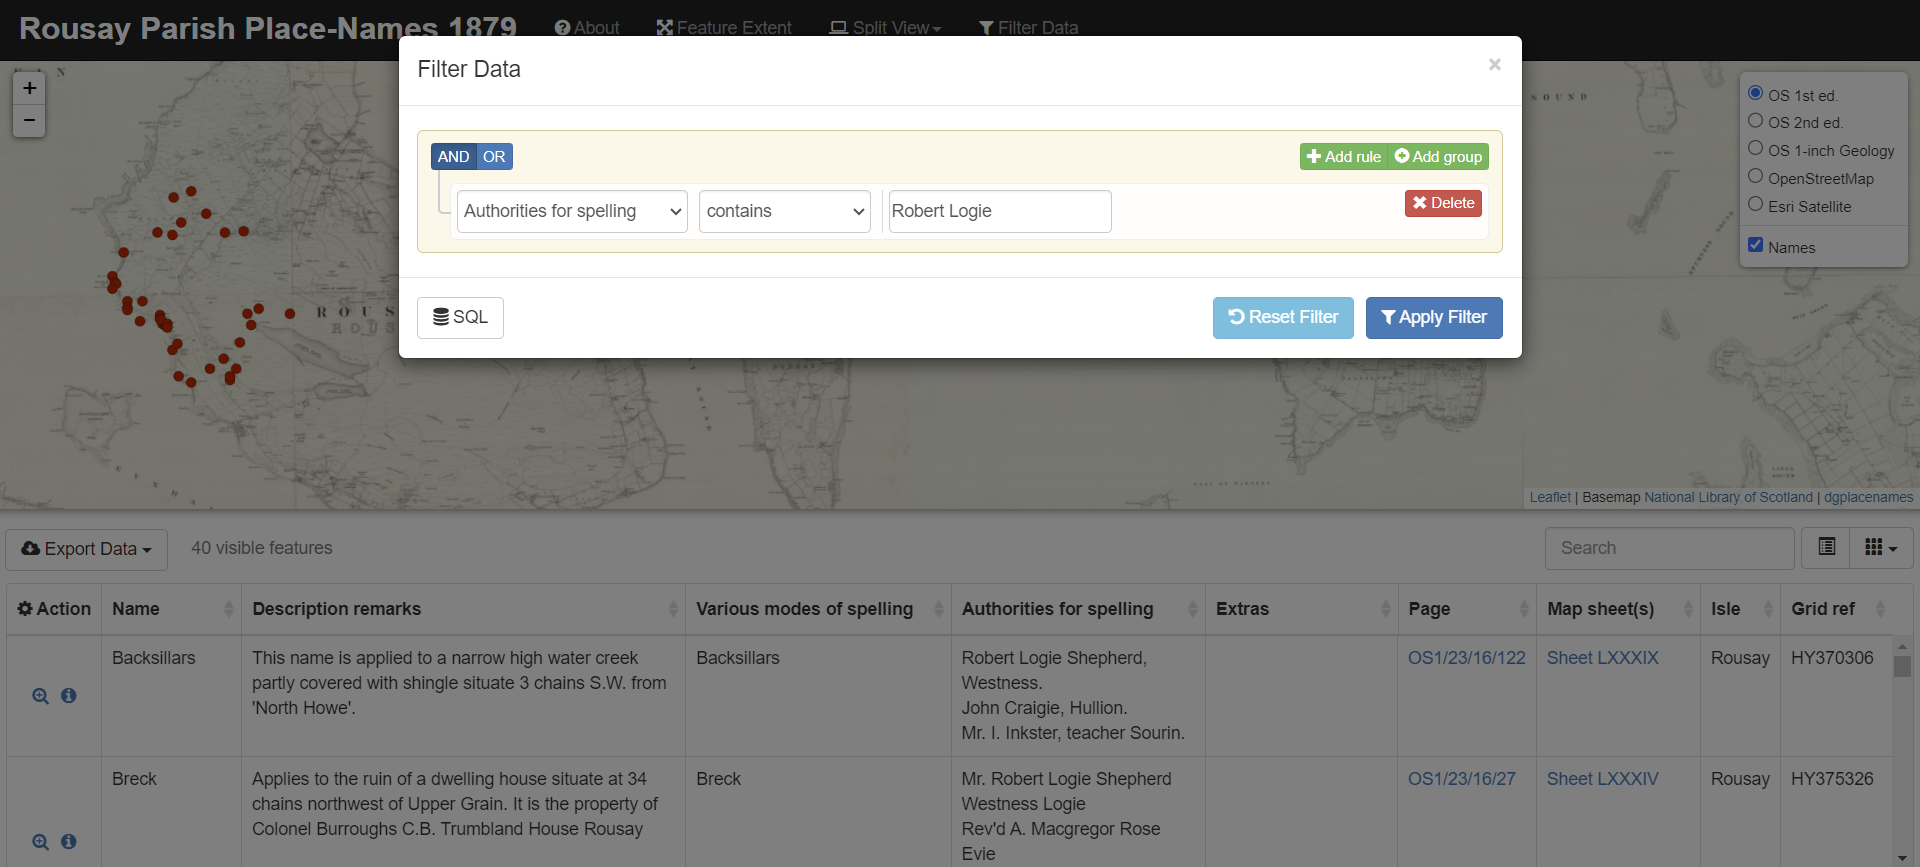 Rousay Parish Place-Names 1879
About
Feature Extent
Split View
Filter Data
Filter Data
×
+
−
AND OR
Add rule
Add group
Authorities for spelling
contains
Robert Logie
Delete
SQL
Reset Filter
Apply Filter
OS 1st ed.
OS 2nd ed.
OS 1-inch Geology
OpenStreetMap
Esri Satellite
Names
SOUND
Leaflet | Basemap National Library of Scotland | dgplacenames
Export Data
40 visible features
Search
Action
Name
Description remarks
Various modes of spelling
Authorities for spelling
Extras
Page
Map sheet(s)
Isle
Grid ref
Backsillars
This name is applied to a narrow high water creek
partly covered with shingle situate 3 chains S.W. from
'North Howe'.
Backsillars
Robert Logie Shepherd,
Westness.
John Craigie, Hullion.
Mr. I. Inkster, teacher Sourin.
OS1/23/16/122
Sheet LXXXIX
Rousay
HY370306
Breck
Applies to the ruin of a dwelling house situate at 34
chains northwest of Upper Grain. It is the property of
Colonel Burroughs C.B. Trumbland House Rousay
Breck
Mr. Robert Logie Shepherd
Westness Logie
Rev'd A. Macgregor Rose
Evie
OS1/23/16/27
Sheet LXXXIV
Rousay
HY375326